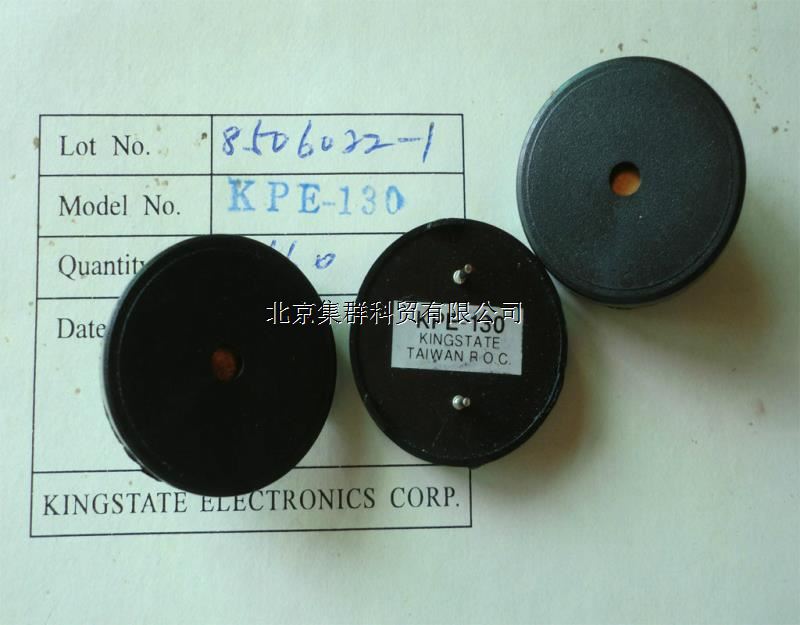 Lot No. 8506022-1
Model No. KPE-130
Quantity
Date
北京集群科贸有限公司
KPE-130
KINGSTATE
TAIWAN R.O.C.
KINGSTATE ELECTRONICS CORP.